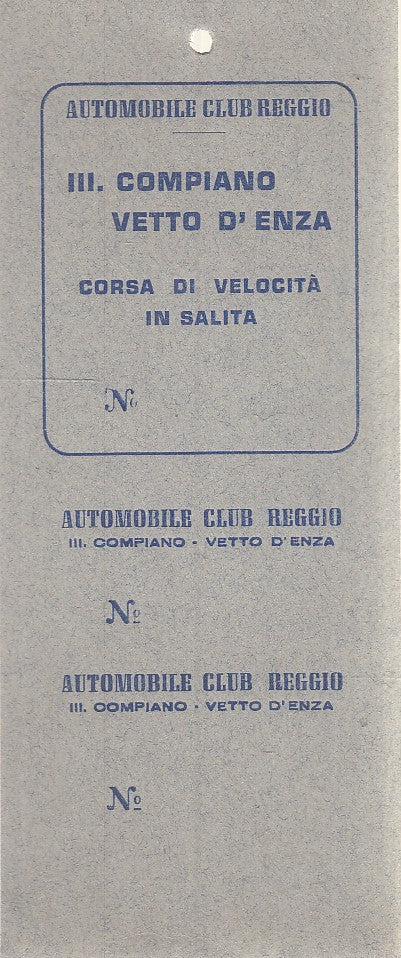 AUTOMOBILE CLUB REGGIO
III. COMPIANO
VETTO D' ENZA
CORSA DI VELOCITÀ
IN SALITA
Nº
AUTOMOBILE CLUB REGGIO
III. COMPIANO - VETTO D'ENZA
Nº
AUTOMOBILE CLUB REGGIO
III. COMPIANO - VETTO D'ENZA
Nº